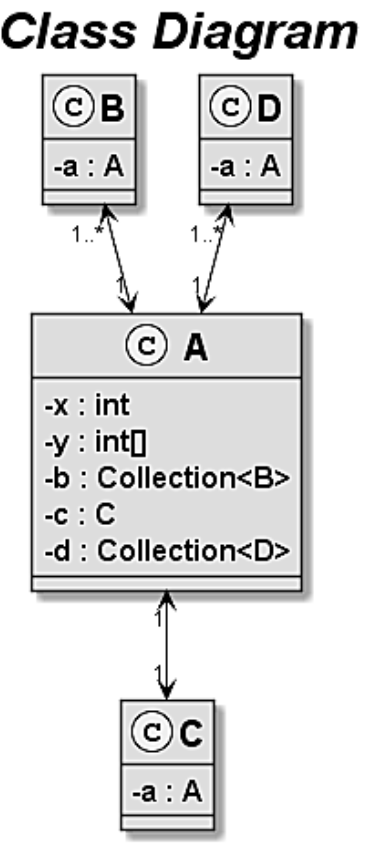 Class Diagram
C B
C D
-a : A
-a : A
1..*
1..*
1
1
C A
-x : int
-y : int[]
-b : Collection<B>
-c : C
-d : Collection<D>
1
1
C C
-a : A